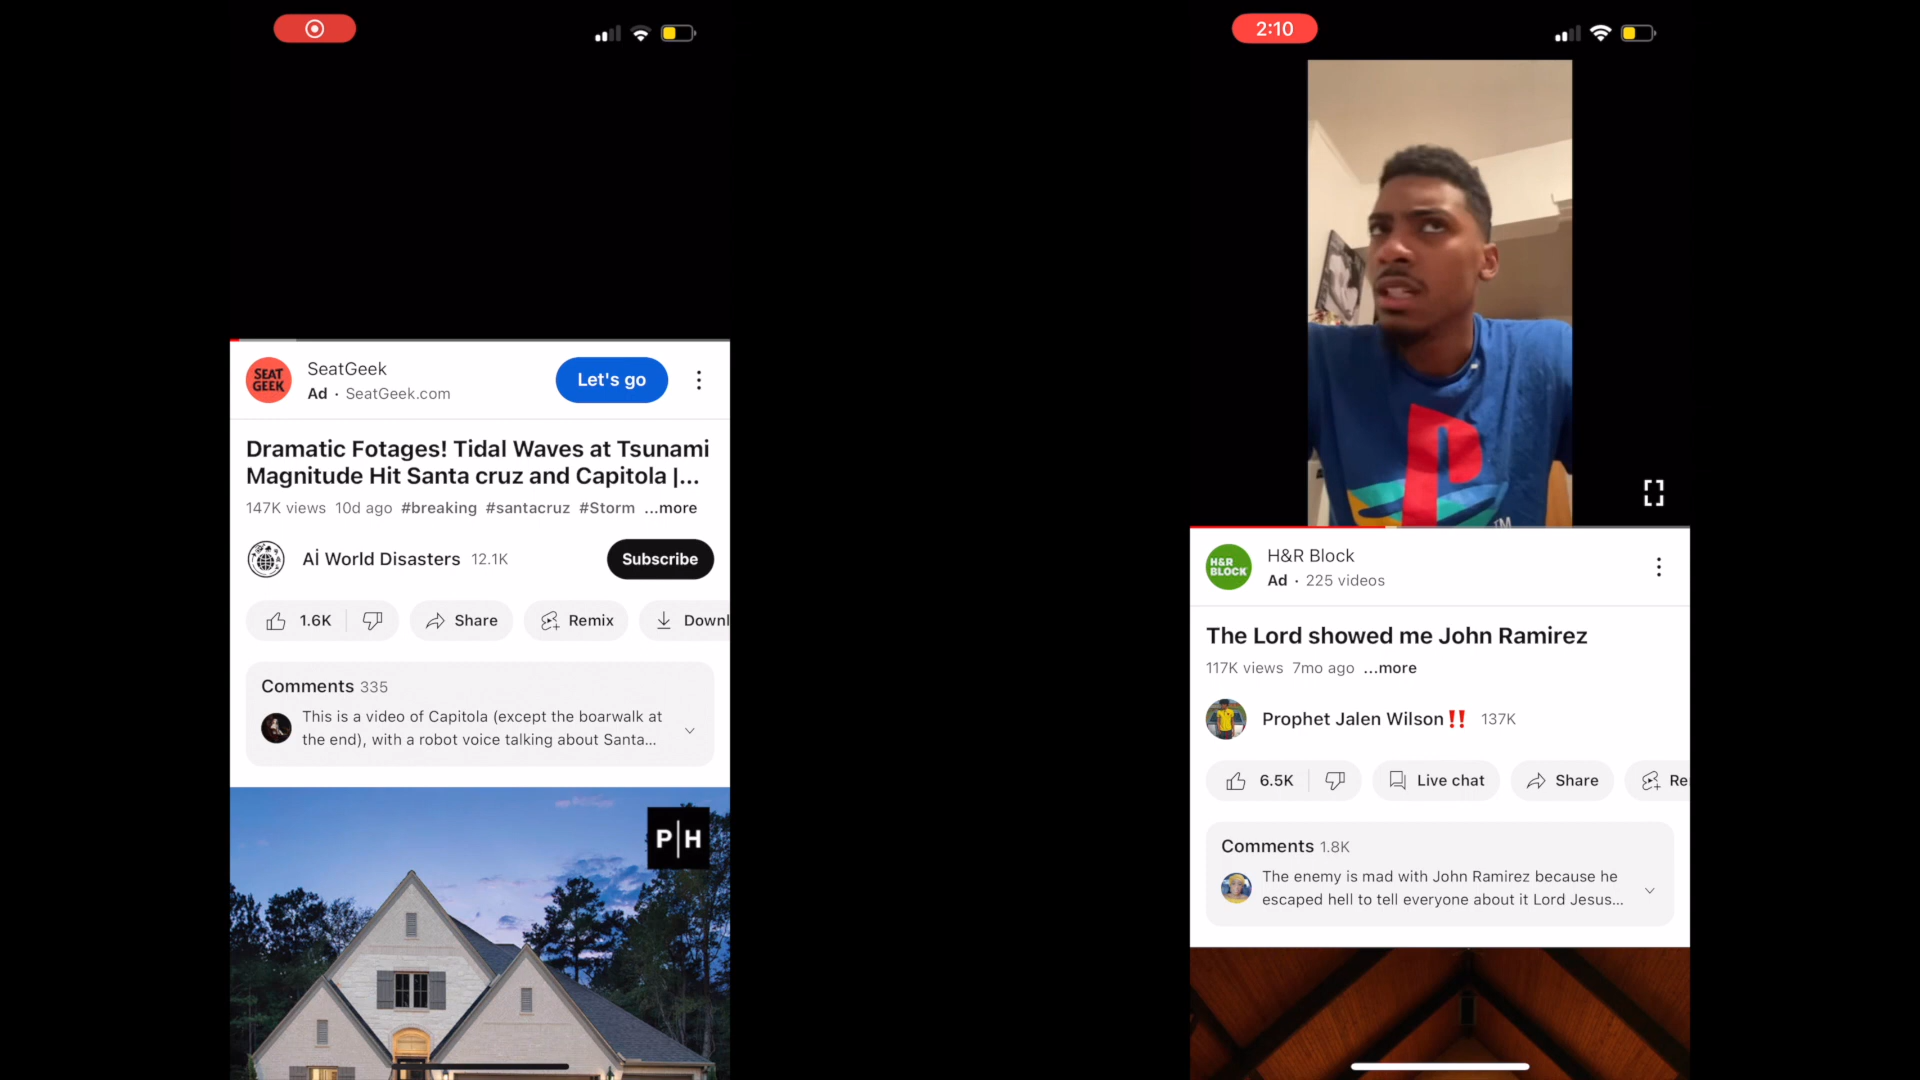 SEAT
GEEK
SeatGeek
Ad · SeatGeek.com
Let's go
Dramatic Fotages! Tidal Waves at Tsunami
Magnitude Hit Santa cruz and Capitola |...
147K views 10d ago #breaking #santacruz #Storm ...more
Aİ World Disasters 12.1K
Subscribe
1.6K
Share
Remix
Downl
Comments 335
This is a video of Capitola (except the boarwalk at
the end), with a robot voice talking about Santa...
P|H
2:10
TM
H&R
BLOCK
H&R Block
Ad · 225 videos
The Lord showed me John Ramirez
117K views 7mo ago ...more
Prophet Jalen Wilson‼️ 137K
6.5K
Live chat
Share
Re
Comments 1.8K
The enemy is mad with John Ramirez because he
escaped hell to tell everyone about it Lord Jesus...